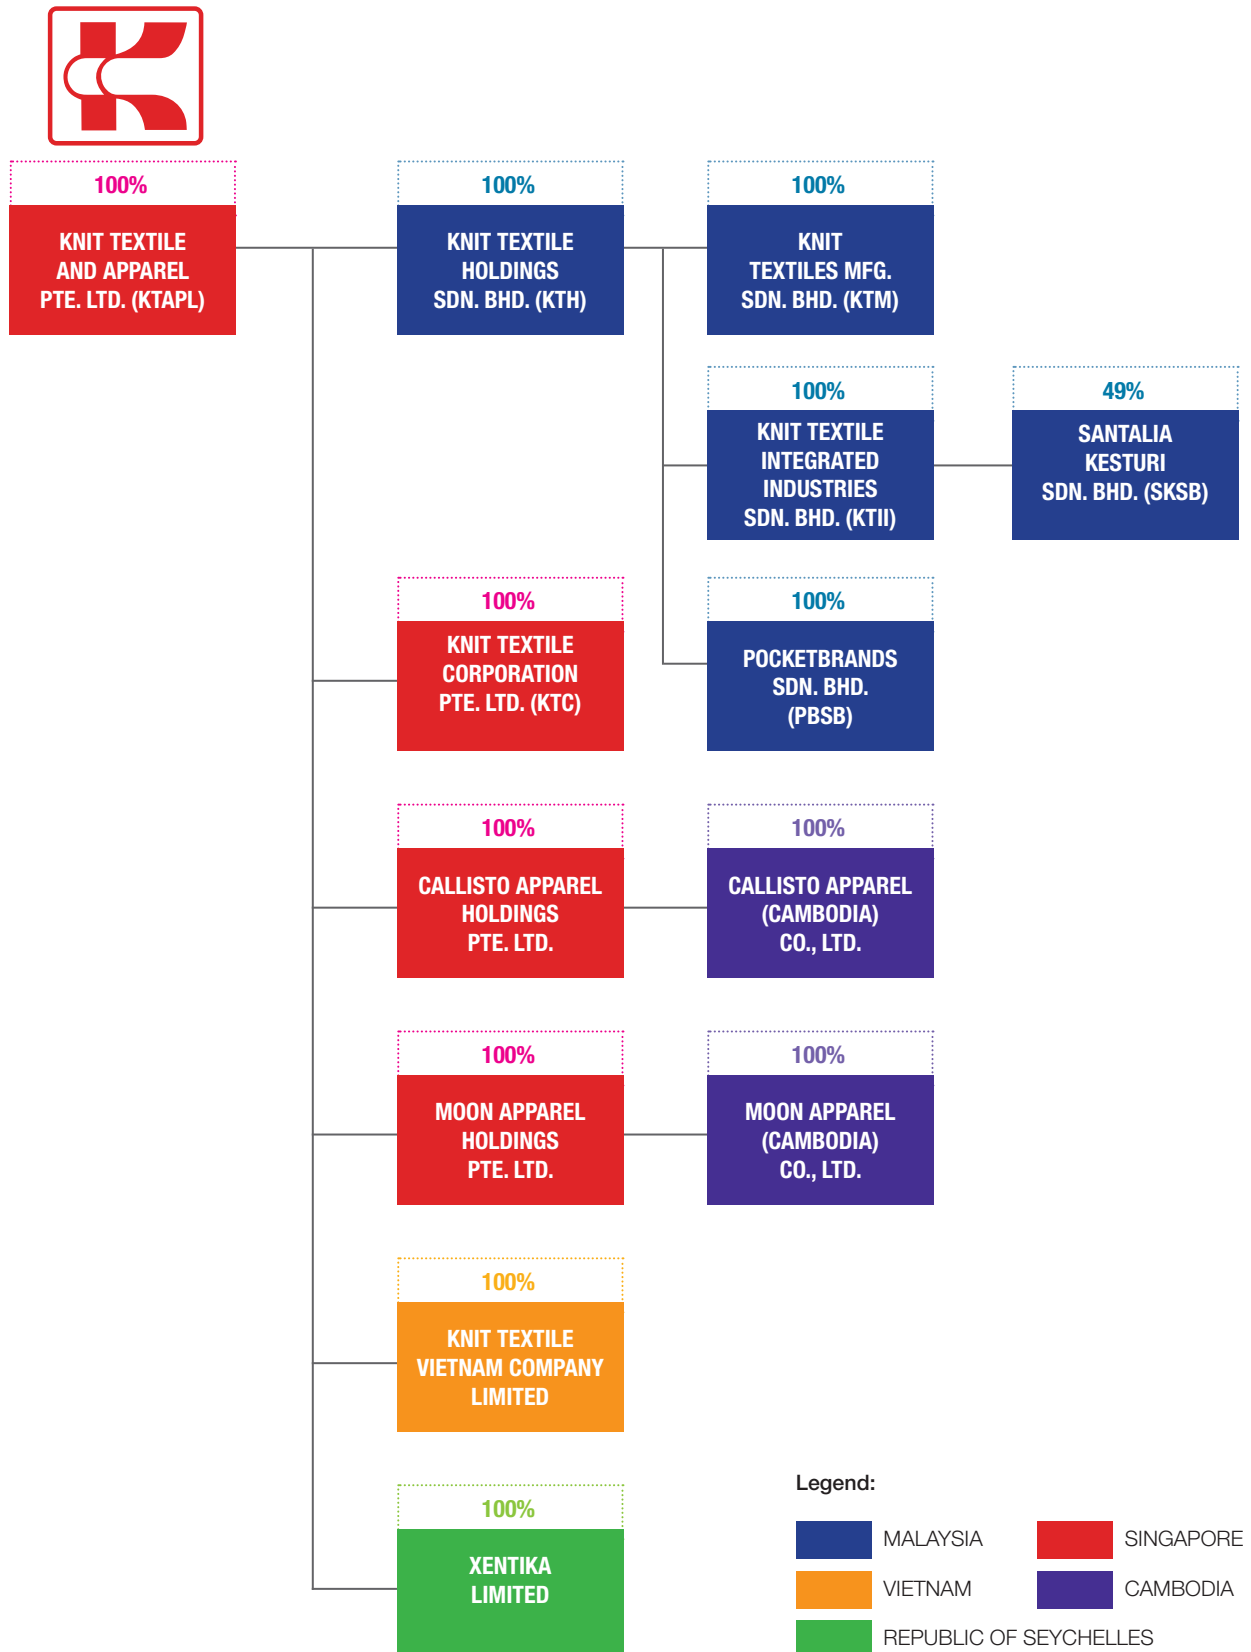 100%
KNIT TEXTILE
AND APPAREL
PTE. LTD. (KTAPL)
100%
KNIT TEXTILE
HOLDINGS
SDN. BHD. (KTH)
100%
KNIT
TEXTILES MFG.
SDN. BHD. (KTM)
100%
KNIT TEXTILE
INTEGRATED
INDUSTRIES
SDN. BHD. (KTII)
49%
SANTALIA
KESTURI
SDN. BHD. (SKSB)
100%
KNIT TEXTILE
CORPORATION
PTE. LTD. (KTC)
100%
POCKETBRANDS
SDN. BHD.
(PBSB)
100%
CALLISTO APPAREL
HOLDINGS
PTE. LTD.
100%
CALLISTO APPAREL
(CAMBODIA)
CO., LTD.
100%
MOON APPAREL
HOLDINGS
PTE. LTD.
100%
MOON APPAREL
(CAMBODIA)
CO., LTD.
100%
KNIT TEXTILE
VIETNAM COMPANY
LIMITED
100%
XENTIKA
LIMITED
Legend:
MALAYSIA
SINGAPORE
VIETNAM
CAMBODIA
REPUBLIC OF SEYCHELLES